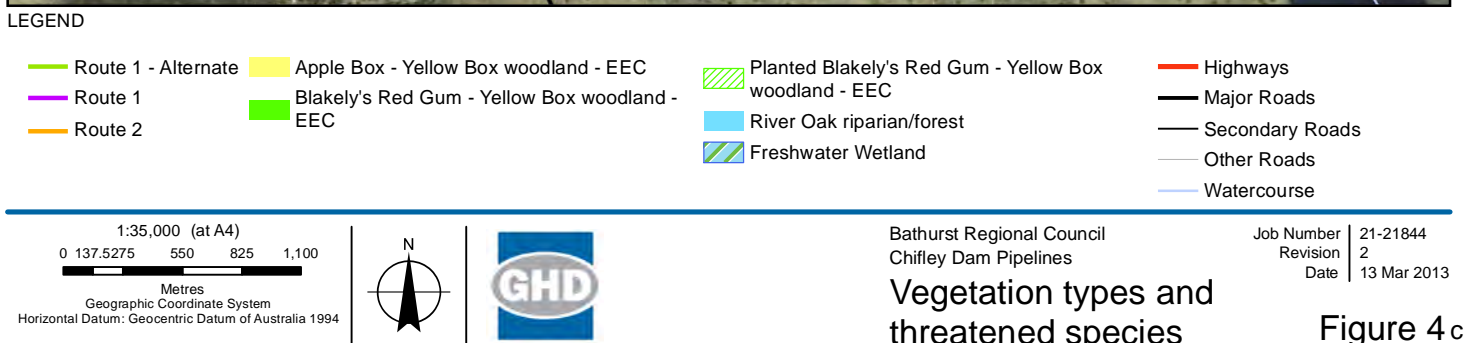 LEGEND
Route 1 - Alternate
Route 1
Route 2
Apple Box - Yellow Box woodland - EEC
Blakely's Red Gum - Yellow Box woodland -
EEC
Planted Blakely's Red Gum - Yellow Box
woodland - EEC
River Oak riparian/forest
Freshwater Wetland
Highways
Major Roads
Secondary Roads
Other Roads
Watercourse
1:35,000 (at A4)
0 137.5275 550 825 1,100
Metres
Geographic Coordinate System
Horizontal Datum: Geocentric Datum of Australia 1994
N
GHD
Bathurst Regional Council
Chifley Dam Pipelines
Vegetation types and
threatened species
Job Number 21-21844
Revision 2
Date 13 Mar 2013
Figure 4c